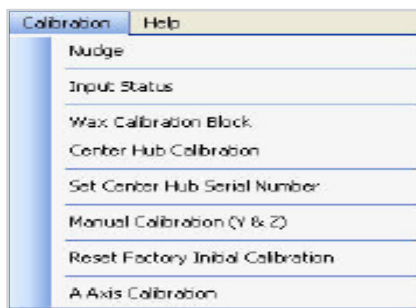 Calibration Help
Nudge
Input Status
Wax Calibration Block
Center Hub Calibration
Set Center Hub Serial Number
Manual Calibration (Y & Z)
Reset Factory Initial Calibration
A Axis Calibration